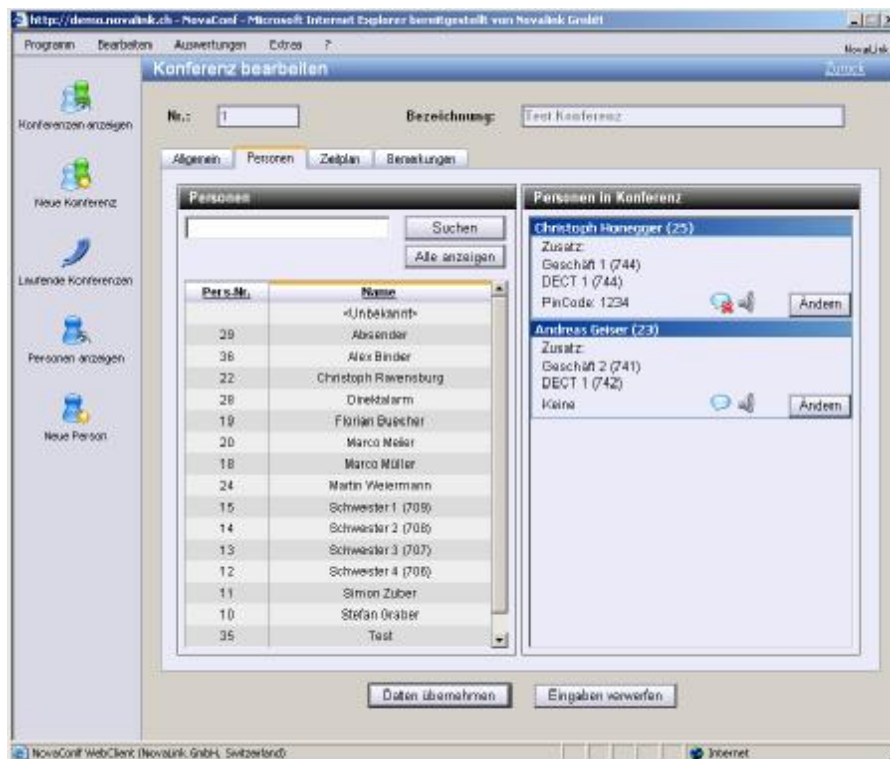 http://demo.novalink.ch - NovaConf - Microsoft Internet Explorer bereitgestellt von Novalink GmbH
Programm Bearbeiten Auswertungen Extras ?
NovaLink
Konferenz bearbeiten Zurück
Konferenzen anzeigen
Neue Konferenz
Laufende Konferenzen
Personen anzeigen
Neue Person
Nr.: 1 Bezeichnung: Test Konferenz
Allgemein Personen Zeitplan Bemerkungen
Personen
Suchen
Alle anzeigen
Pers.Nr. Name
<Unbekannt>
29 Absender
36 Alex Binder
22 Christoph Rawensburg
28 Direktalarm
19 Florian Buecher
20 Marco Meier
18 Marco Müller
24 Martin Weiermann
15 Schwester 1 (709)
14 Schwester 2 (708)
13 Schwester 3 (707)
12 Schwester 4 (706)
11 Simon Zuber
10 Stefan Graber
35 Test
Personen in Konferenz
Christoph Honegger (25)
Zusatz:
Geschäft 1 (744)
DECT 1 (744)
PinCode: 1234 Ändern
Andreas Geiser (23)
Zusatz:
Geschäft 2 (741)
DECT 1 (742)
Keine Ändern
Daten übernehmen Eingaben verwerfen
NovaConf WebClient (NovaLink GmbH, Switzerland) Internet